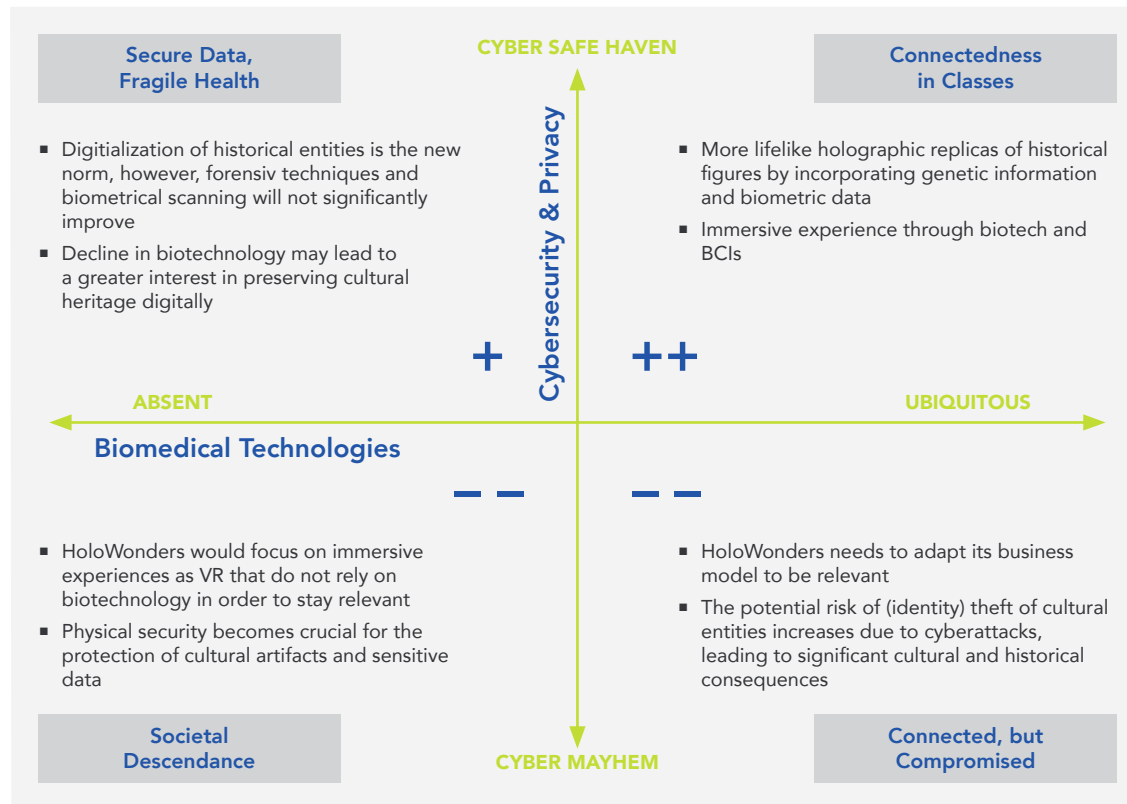 Secure Data,
Fragile Health
CYBER SAFE HAVEN
Connectedness
in Classes
▪ Digitialization of historical entities is the new
norm, however, forensiv techniques and
biometrical scanning will not significantly
improve
▪ Decline in biotechnology may lead to
a greater interest in preserving cultural
heritage digitally
Cybersecurity & Privacy
▪ More lifelike holographic replicas of historical
figures by incorporating genetic information
and biometric data
▪ Immersive experience through biotech and
BCIs
+
++
ABSENT
UBIQUITOUS
Biomedical Technologies
– –
– –
▪ HoloWonders would focus on immersive
experiences as VR that do not rely on
biotechnology in order to stay relevant
▪ Physical security becomes crucial for the
protection of cultural artifacts and sensitive
data
▪ HoloWonders needs to adapt its business
model to be relevant
▪ The potential risk of (identity) theft of cultural
entities increases due to cyberattacks,
leading to significant cultural and historical
consequences
Societal
Descendance
CYBER MAYHEM
Connected, but
Compromised